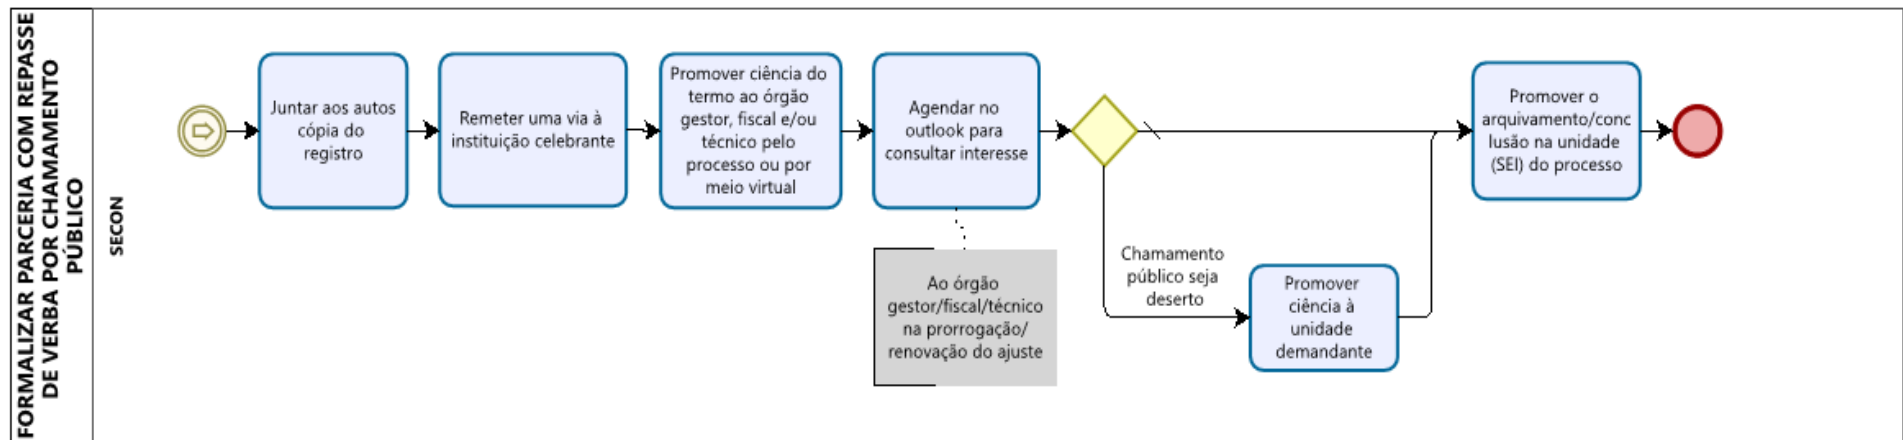 FORMALIZAR PARCERIA COM REPASSE
DE VERBA POR CHAMAMENTO
PÚBLICO
SECON
Juntar aos autos
cópia do
registro
Remeter uma via à
instituição celebrante
Promover ciência do
termo ao órgão
gestor, fiscal e/ou
técnico pelo
processo ou por
meio virtual
Agendar no
outlook para
consultar interesse
Ao órgão
gestor/fiscal/técnico
na prorrogação/
renovação do ajuste
Chamamento
público seja
deserto
Promover
ciência à
unidade
demandante
Promover o
arquivamento/conc
lusão na unidade
(SEI) do processo